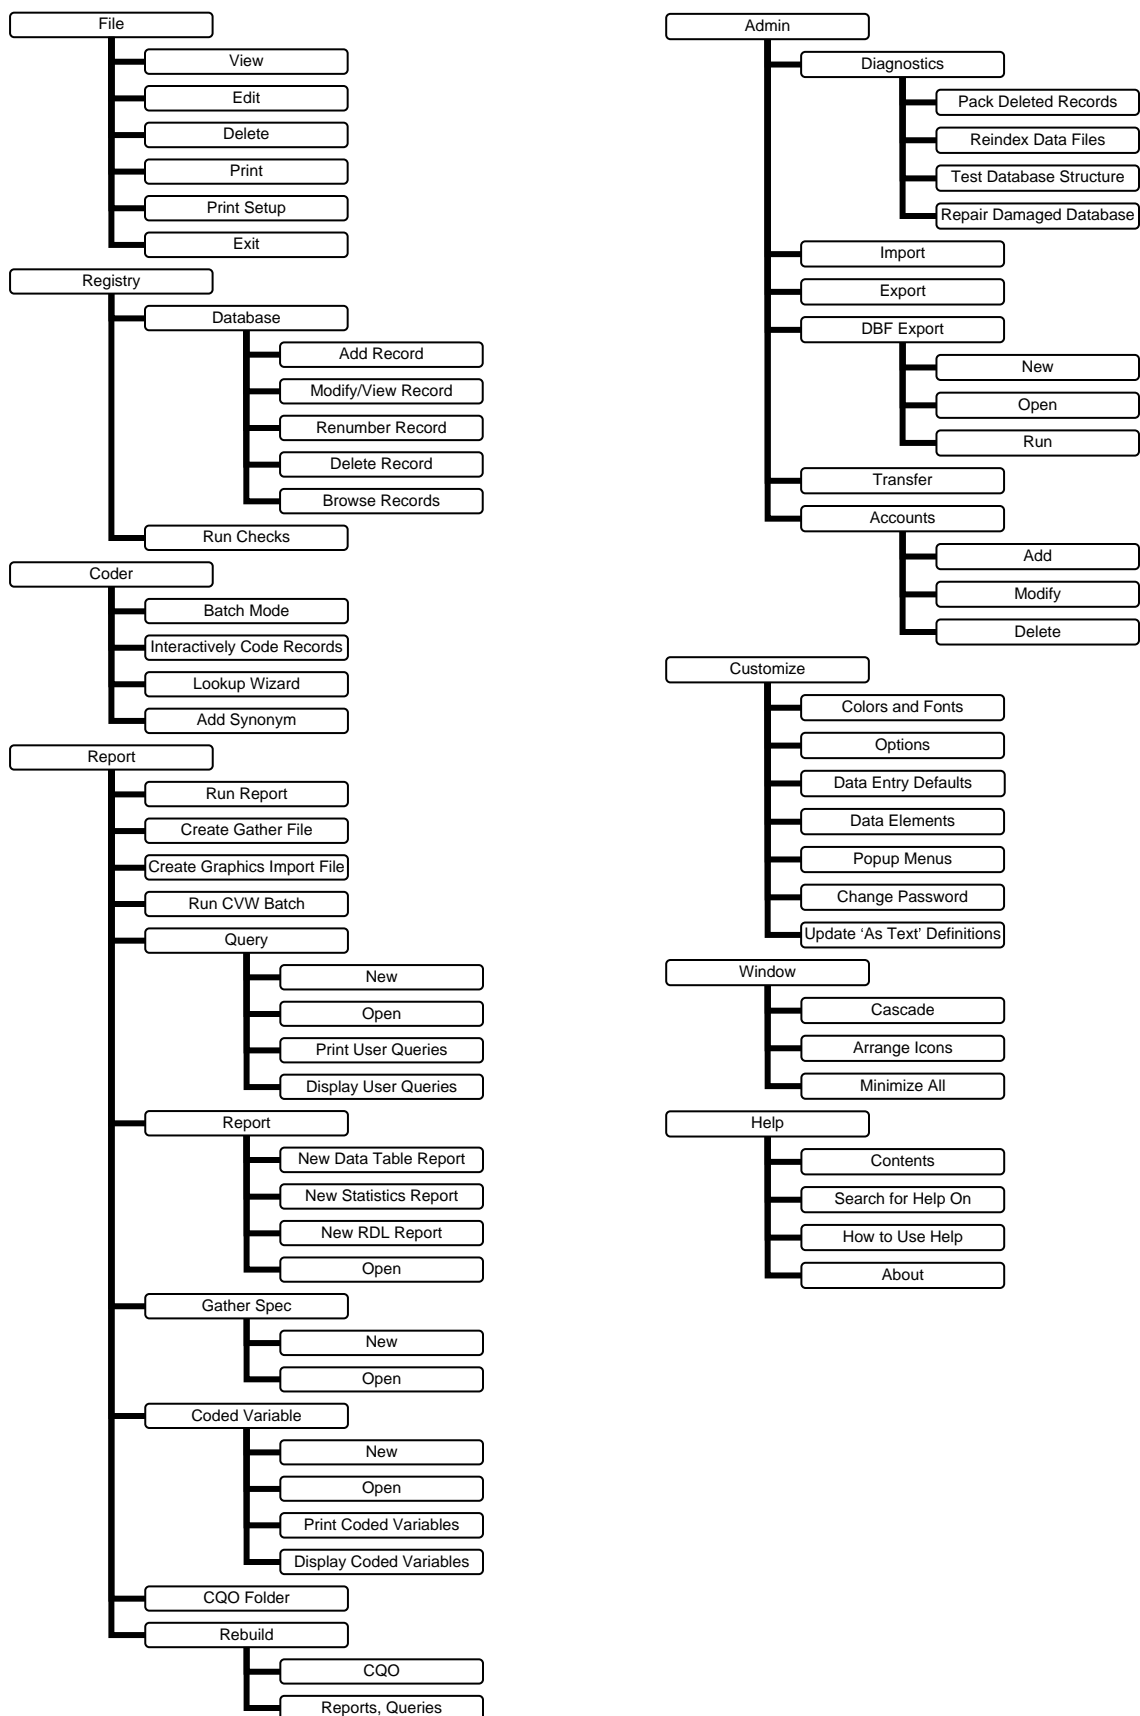 File
View
Edit
Delete
Print
Print Setup
Exit
Registry
Database
Add Record
Modify/View Record
Renumber Record
Delete Record
Browse Records
Run Checks
Coder
Batch Mode
Interactively Code Records
Lookup Wizard
Add Synonym
Report
Run Report
Create Gather File
Create Graphics Import File
Run CVW Batch
Query
New
Open
Print User Queries
Display User Queries
Report
New Data Table Report
New Statistics Report
New RDL Report
Open
Gather Spec
New
Open
Coded Variable
New
Open
Print Coded Variables
Display Coded Variables
CQO Folder
Rebuild
CQO
Reports, Queries
Admin
Diagnostics
Pack Deleted Records
Reindex Data Files
Test Database Structure
Repair Damaged Database
Import
Export
DBF Export
New
Open
Run
Transfer
Accounts
Add
Modify
Delete
Customize
Colors and Fonts
Options
Data Entry Defaults
Data Elements
Popup Menus
Change Password
Update ‘As Text’ Definitions
Window
Cascade
Arrange Icons
Minimize All
Help
Contents
Search for Help On
How to Use Help
About